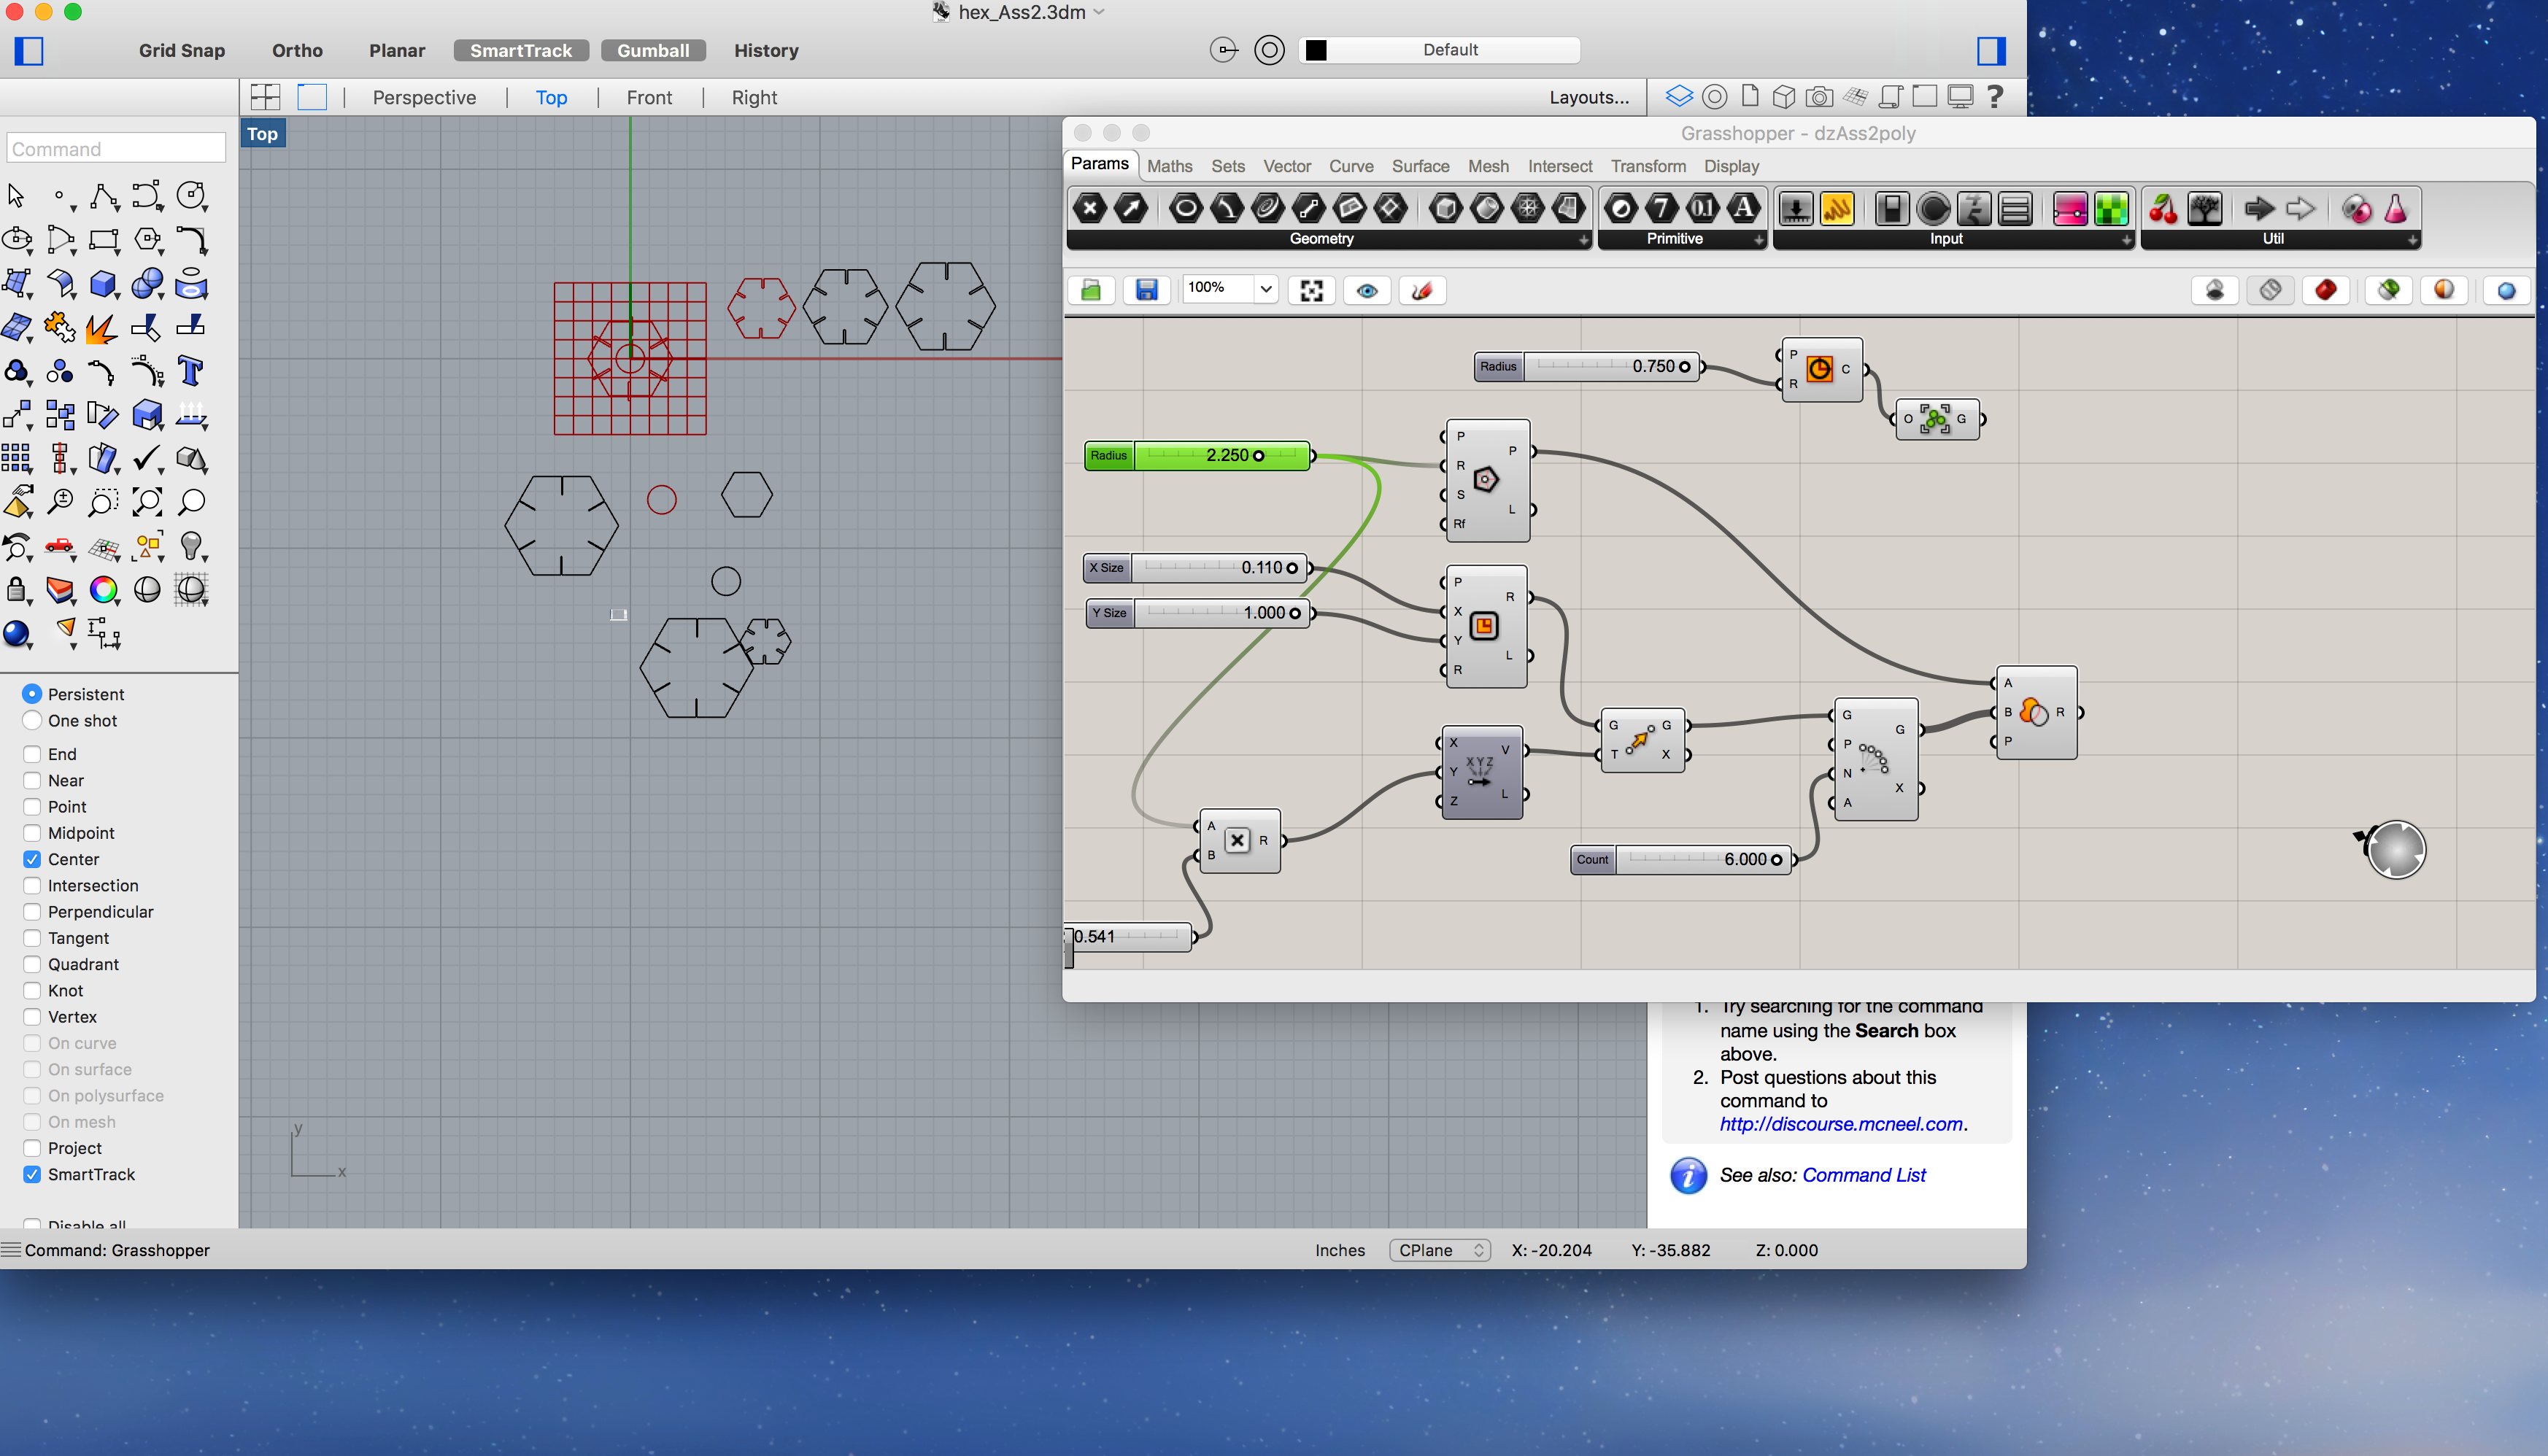 hex_Ass2.3dm
Grid Snap Ortho Planar SmartTrack Gumball History Default
Perspective Top Front Right Layouts... ?
Top
Command
Grasshopper - dzAss2poly
Params Maths Sets Vector Curve Surface Mesh Intersect Transform Display
Geometry Primitive Input Util
100%
Radius 0.750
P R C
O G
Radius 2.250
P R S Rf P L
X Size 0.110
Y Size 1.000
P X Y R R L
X Y Z XYZ V L
G T G X
G P N A G X
A B P R
A B R
Count 6.000
0.541
Persistent
One shot
End
Near
Point
Midpoint
Center
Intersection
Perpendicular
Tangent
Quadrant
Knot
Vertex
On curve
On surface
On polysurface
On mesh
Project
SmartTrack
Disable all
y
x
1. Try searching for the command
name using the Search box
above.
2. Post questions about this
command to
http://discourse.mcneel.com.
See also: Command List
Command: Grasshopper
Inches CPlane X: -20.204 Y: -35.882 Z: 0.000